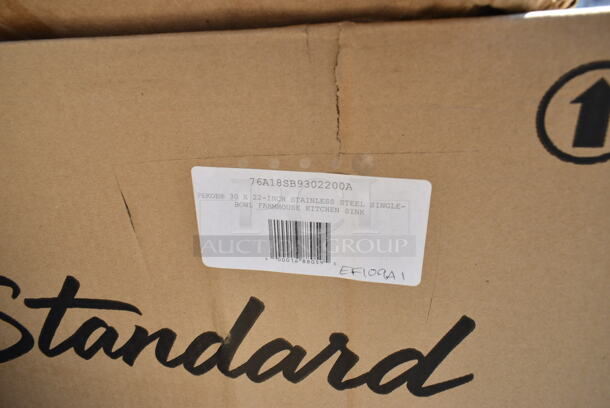 76A18SB9302200A
PEKOE® 30 X 22-INCH STAINLESS STEEL SINGLE-
BOWL FARMHOUSE KITCHEN SINK
AUCTION GROUP
EF109A1
Standard